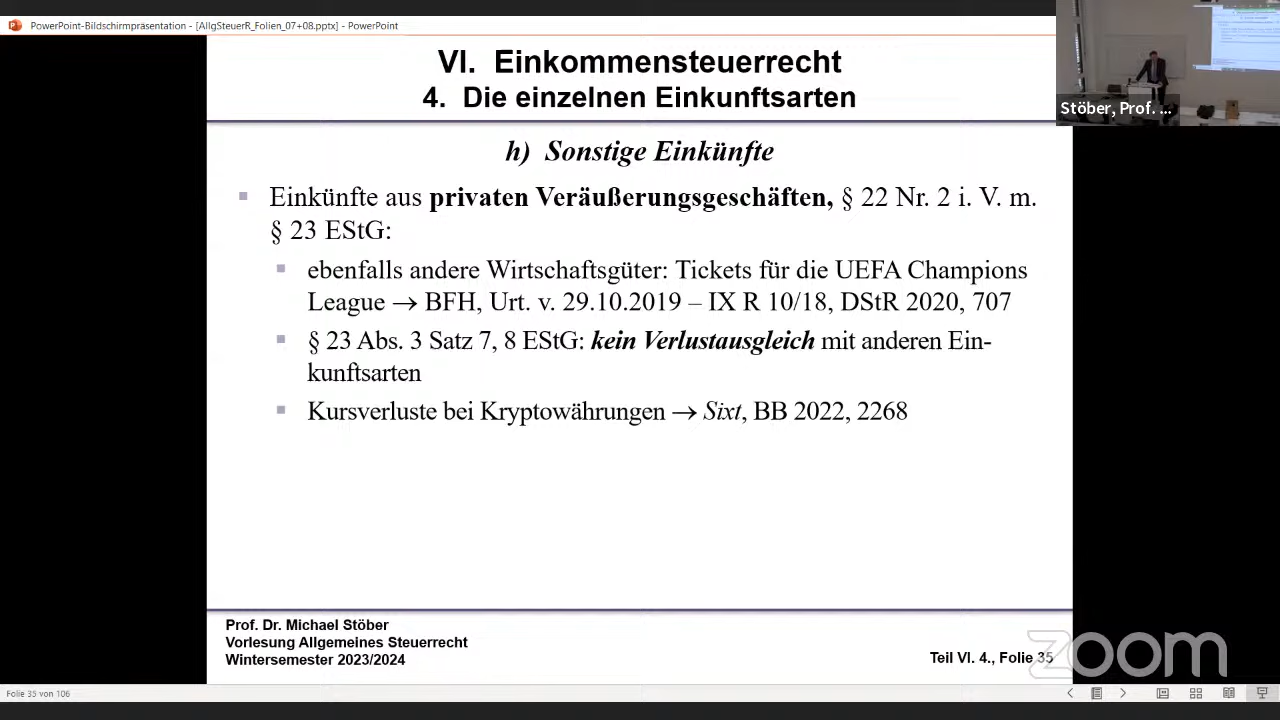 PowerPoint-Bildschirmpräsentation - [AllgSteuerR_Folien_07+08.pptx] - PowerPoint
VI. Einkommensteuerrecht
4. Die einzelnen Einkunftsarten
Stöber, Prof. ...
h) Sonstige Einkünfte
Einkünfte aus privaten Veräußerungsgeschäften, § 22 Nr. 2 i. V. m.
§ 23 EStG:
ebenfalls andere Wirtschaftsgüter: Tickets für die UEFA Champions
League → BFH, Urt. v. 29.10.2019 – IX R 10/18, DStR 2020, 707
§ 23 Abs. 3 Satz 7, 8 EStG: kein Verlustausgleich mit anderen Ein-
kunftsarten
Kursverluste bei Kryptowährungen → Sixt, BB 2022, 2268
Prof. Dr. Michael Stöber
Vorlesung Allgemeines Steuerrecht
Wintersemester 2023/2024
Teil VI. 4., Folie 35
zoom
Folie 35 von 106